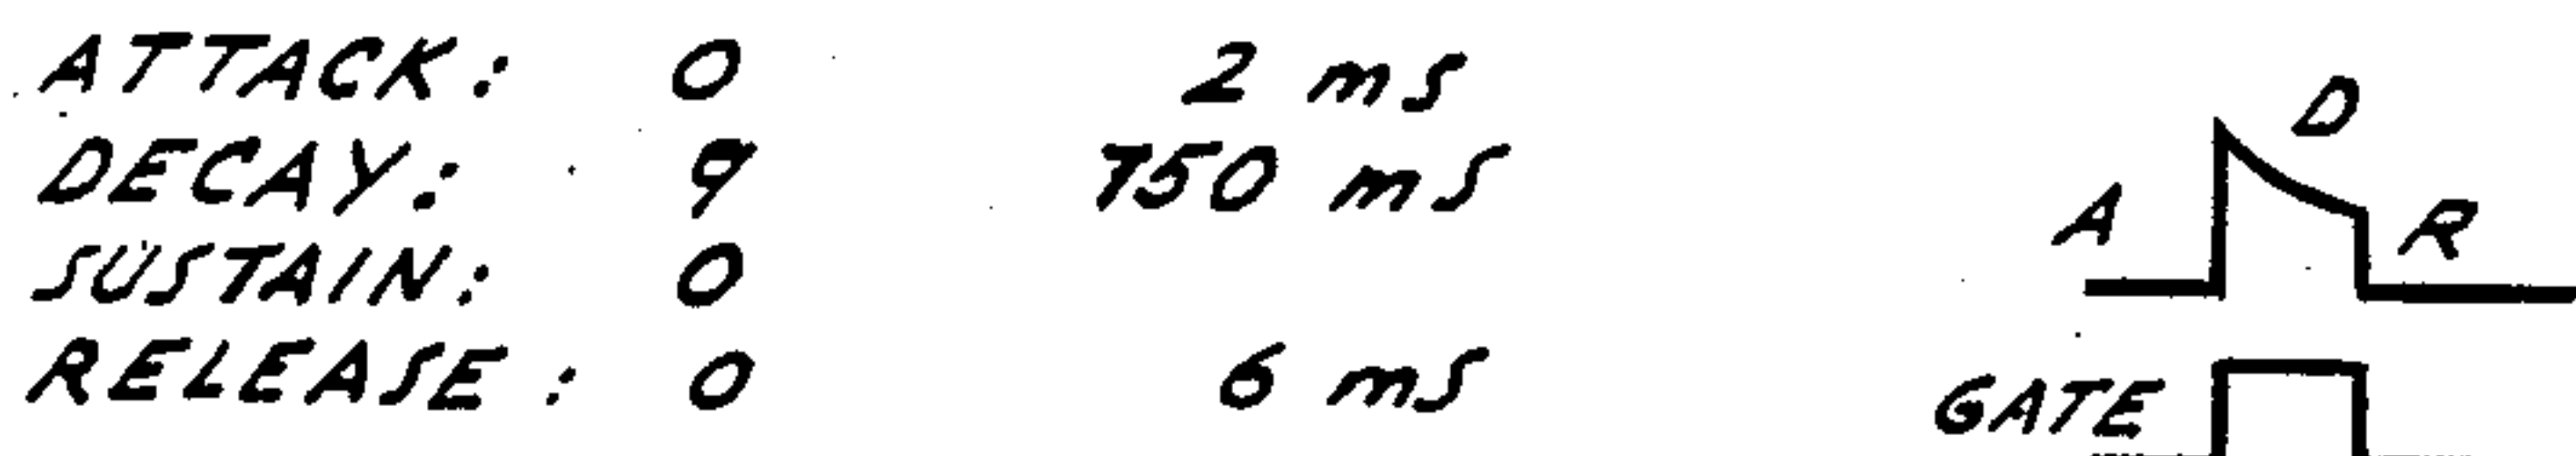 ATTACK: 0 2 ms
DECAY: 9 750 ms
SUSTAIN: 0
RELEASE: 0 6 ms
D
A R
GATE